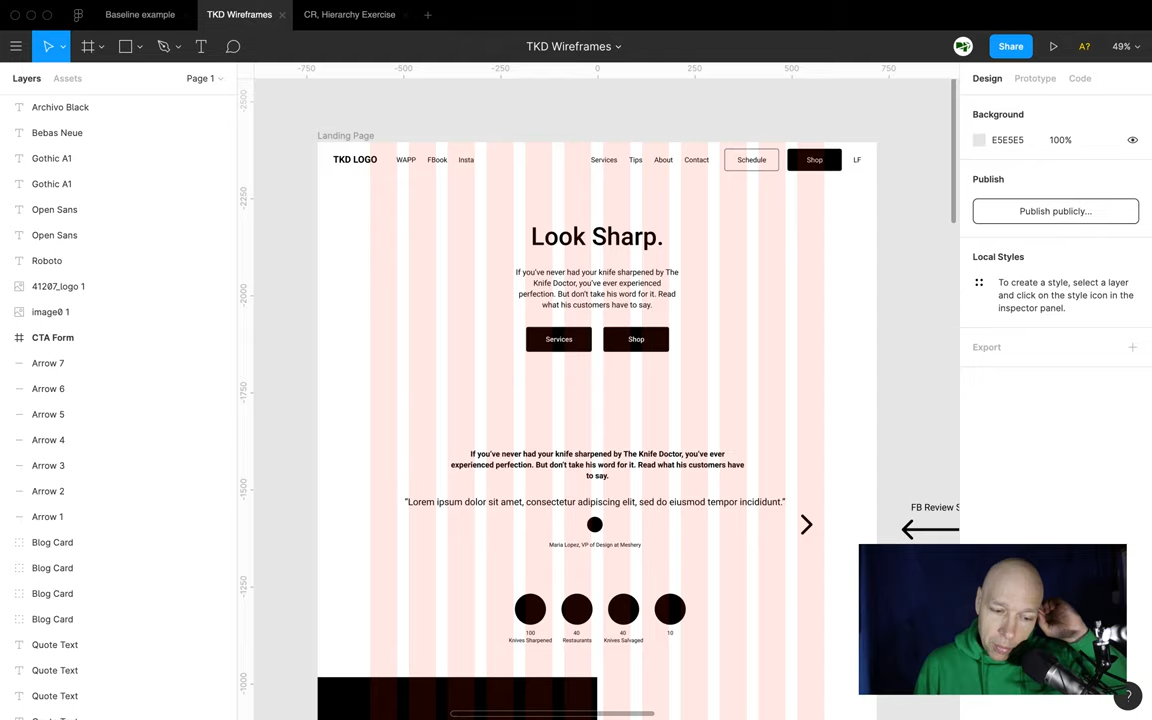 Baseline example
TKD Wireframes
CR, Hierarchy Exercise
TKD Wireframes
Share
A?
49%
Layers
Assets
Page 1
-750
-500
-250
0
250
500
750
Design
Prototype
Code
Archivo Black
Bebas Neue
Gothic A1
Gothic A1
Open Sans
Open Sans
Roboto
41207_logo 1
image0 1
CTA Form
Arrow 7
Arrow 6
Arrow 5
Arrow 4
Arrow 3
Arrow 2
Arrow 1
Blog Card
Blog Card
Blog Card
Blog Card
Quote Text
Quote Text
Quote Text
-2500
-2250
-2000
-1750
-1500
-1250
-1000
Landing Page
TKD LOGO
WAPP
FBook
Insta
Services
Tips
About
Contact
Schedule
Shop
LF
Look Sharp.
If you've never had your knife sharpened by The
Knife Doctor, you've ever experienced
perfection. But don't take his word for it. Read
what his customers have to say.
Services
Shop
If you've never had your knife sharpened by The Knife Doctor, you've ever
experienced perfection. But don't take his word for it. Read what his customers have
to say.
"Lorem ipsum dolor sit amet, consectetur adipiscing elit, sed do eiusmod tempor incididunt."
Maria Lopez, VP of Design at Meshery
100
Knives Sharpened
40
Restaurants
40
Knives Salvaged
10
FB Review S
Background
E5E5E5
100%
Publish
Publish publicly...
Local Styles
To create a style, select a layer
and click on the style icon in the
inspector panel.
Export
?